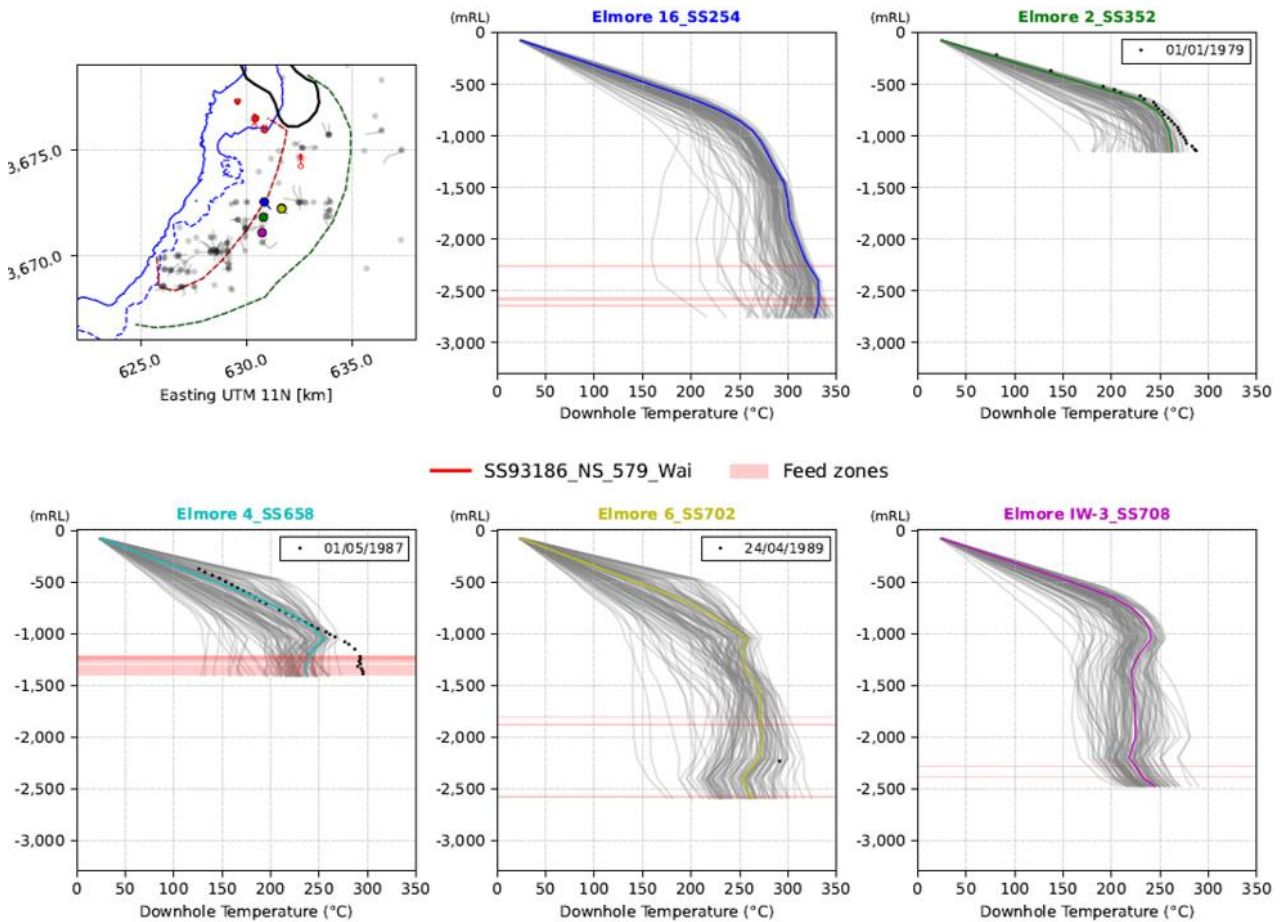 (mRL)
Elmore 16_SS254
0
-500
-1,000
-1,500
-2,000
-2,500
-3,000
0 50 100 150 200 250 300 350
Downhole Temperature (°C)
(mRL)
Elmore 2_SS352
01/01/1979
0
-500
-1,000
-1,500
-2,000
-2,500
-3,000
0 50 100 150 200 250 300 350
Downhole Temperature (°C)
3,675.0
3,670.0
625.0 630.0 635.0
Easting UTM 11N [km]
SS93186_NS_579_Wai Feed zones
(mRL)
Elmore 4_SS658
01/05/1987
0
-500
-1,000
-1,500
-2,000
-2,500
-3,000
0 50 100 150 200 250 300 350
Downhole Temperature (°C)
(mRL)
Elmore 6_SS702
24/04/1989
0
-500
-1,000
-1,500
-2,000
-2,500
-3,000
0 50 100 150 200 250 300 350
Downhole Temperature (°C)
(mRL)
Elmore IW-3_SS708
0
-500
-1,000
-1,500
-2,000
-2,500
-3,000
0 50 100 150 200 250 300 350
Downhole Temperature (°C)